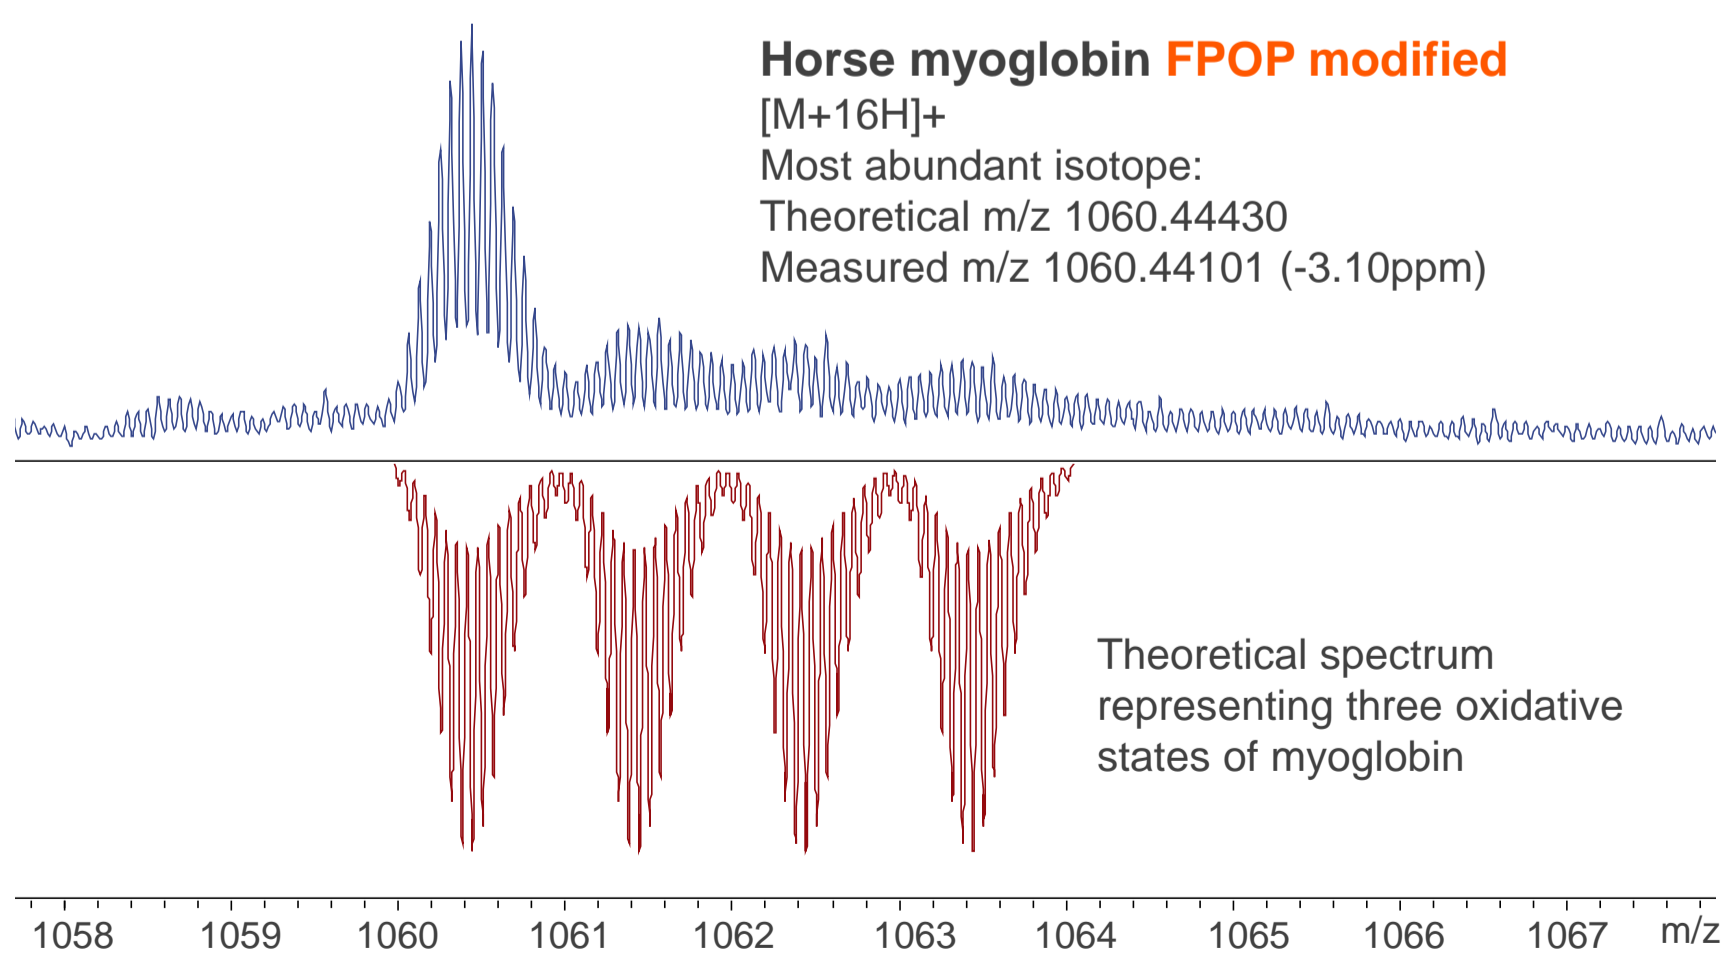 Horse myoglobin FPOP modified
[M+16H]+
Most abundant isotope:
Theoretical m/z 1060.44430
Measured m/z 1060.44101 (-3.10ppm)
Theoretical spectrum
representing three oxidative
states of myoglobin
1058 1059 1060 1061 1062 1063 1064 1065 1066 1067 m/z